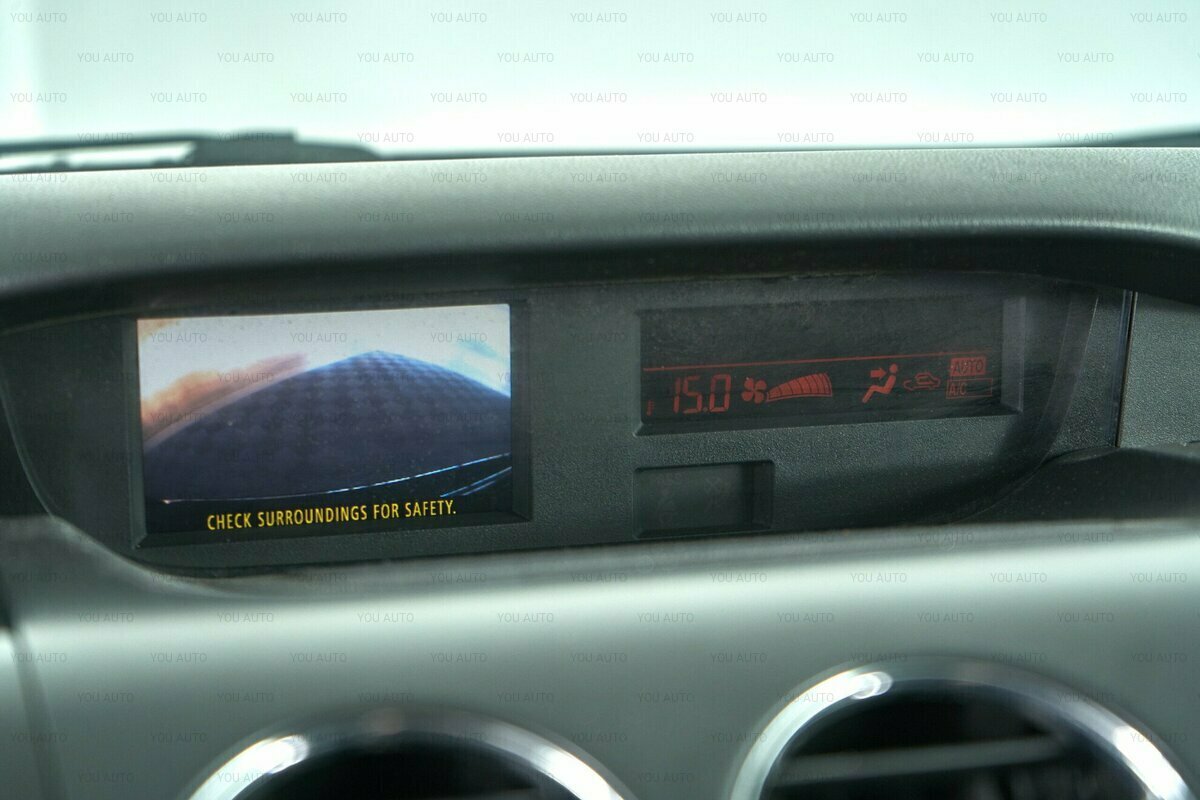 YOU AUTO
15.0
AUTO
A/C
CHECK SURROUNDINGS FOR SAFETY.